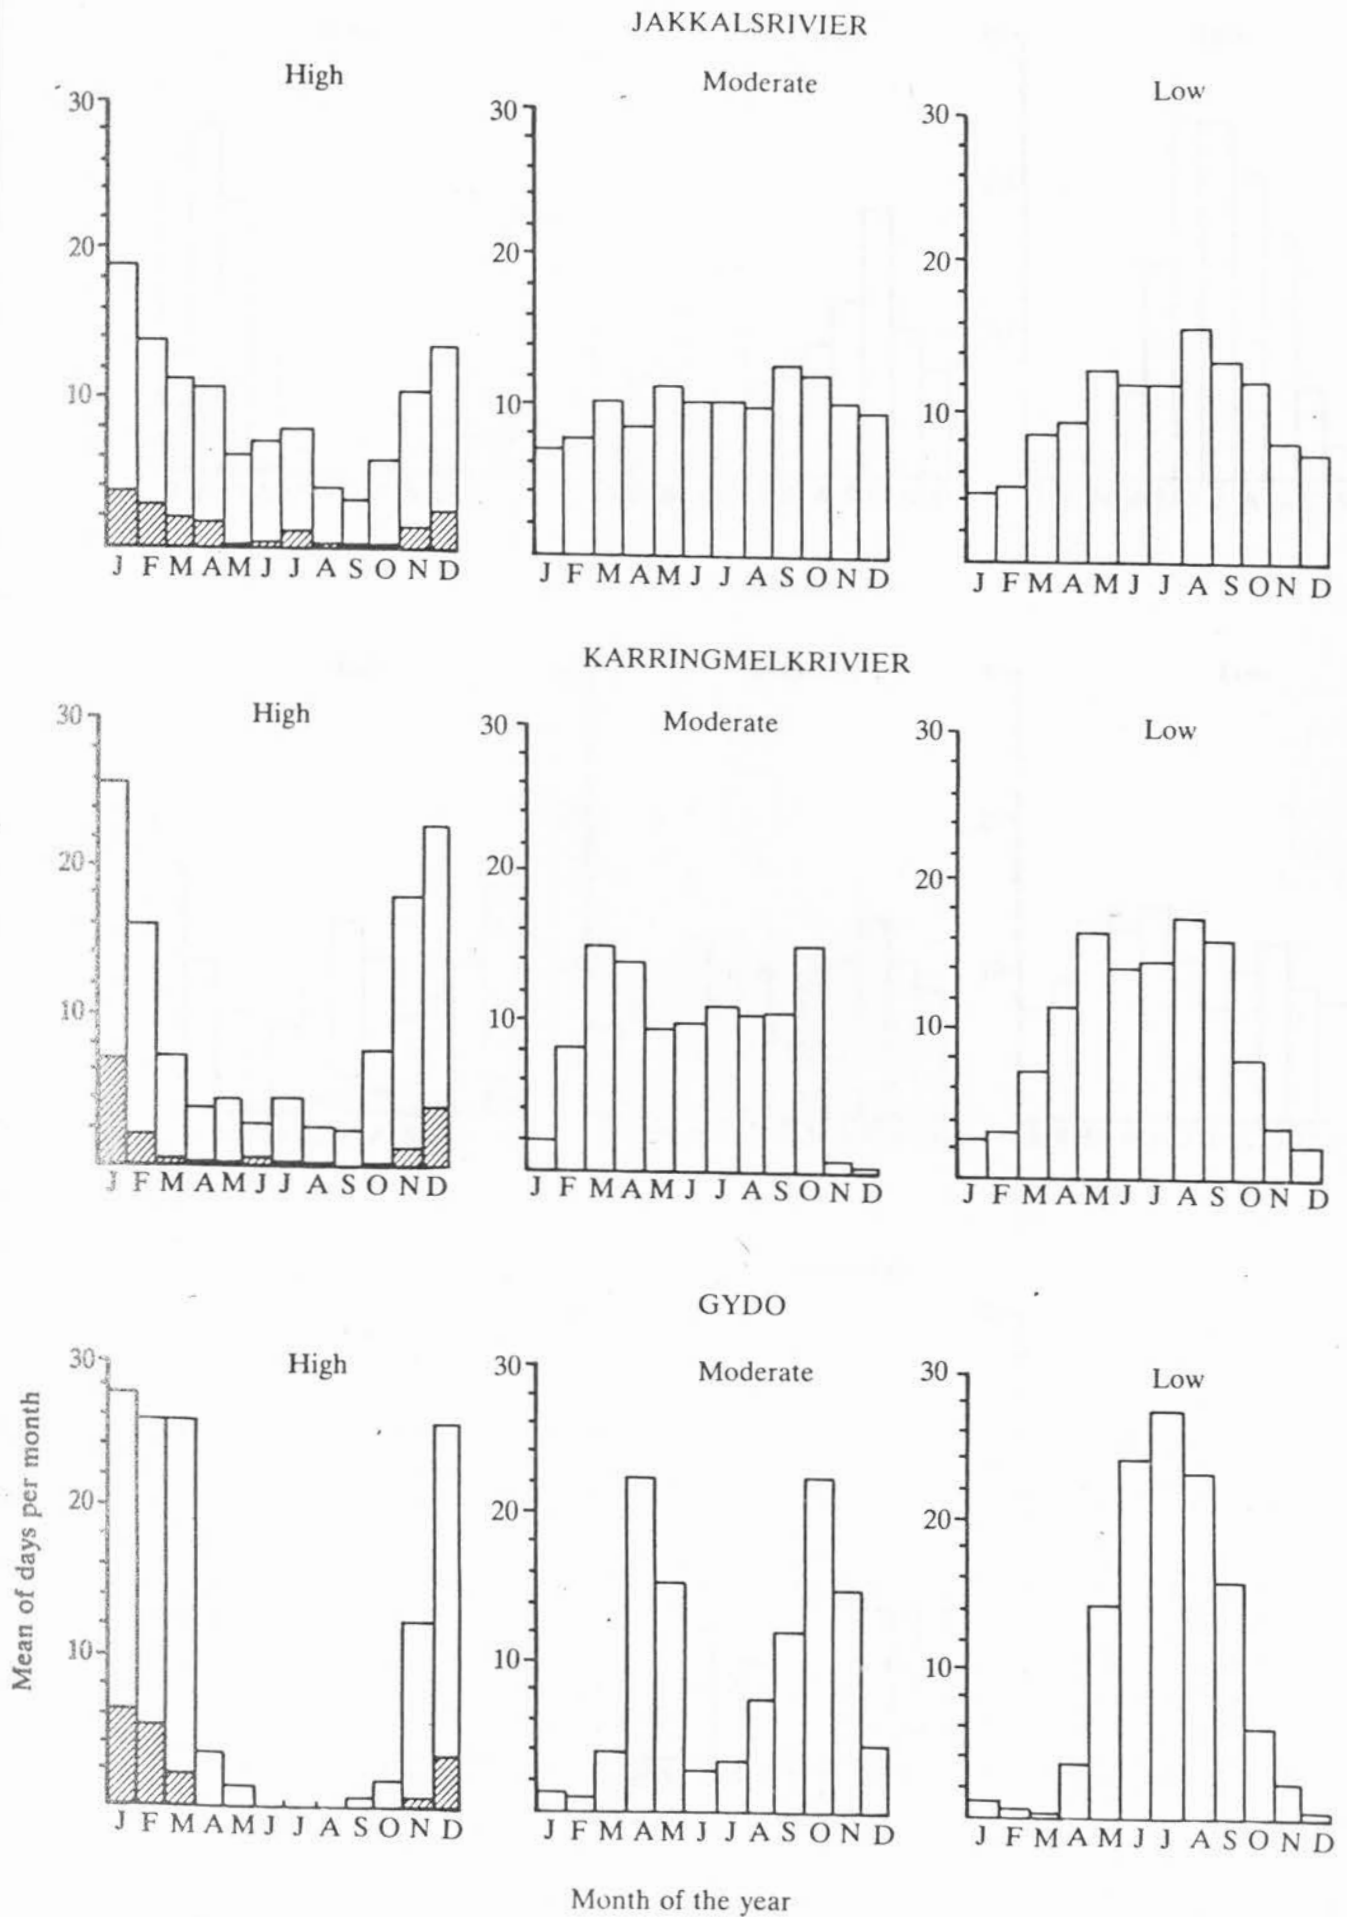 JAKKALSRIVIER
High Moderate Low
30 30 30
20 20 20
10 10 10
J F M A M J J A S O N D J F M A M J J A S O N D J F M A M J J A S O N D
KARRINGMELKRIVIER
High Moderate Low
30 30 30
20 20 20
10 10 10
J F M A M J J A S O N D J F M A M J J A S O N D J F M A M J J A S O N D
GYDO
High Moderate Low
30 30 30
20 20 20
10 10 10
J F M A M J J A S O N D J F M A M J J A S O N D J F M A M J J A S O N D
Mean of days per month
Month of the year